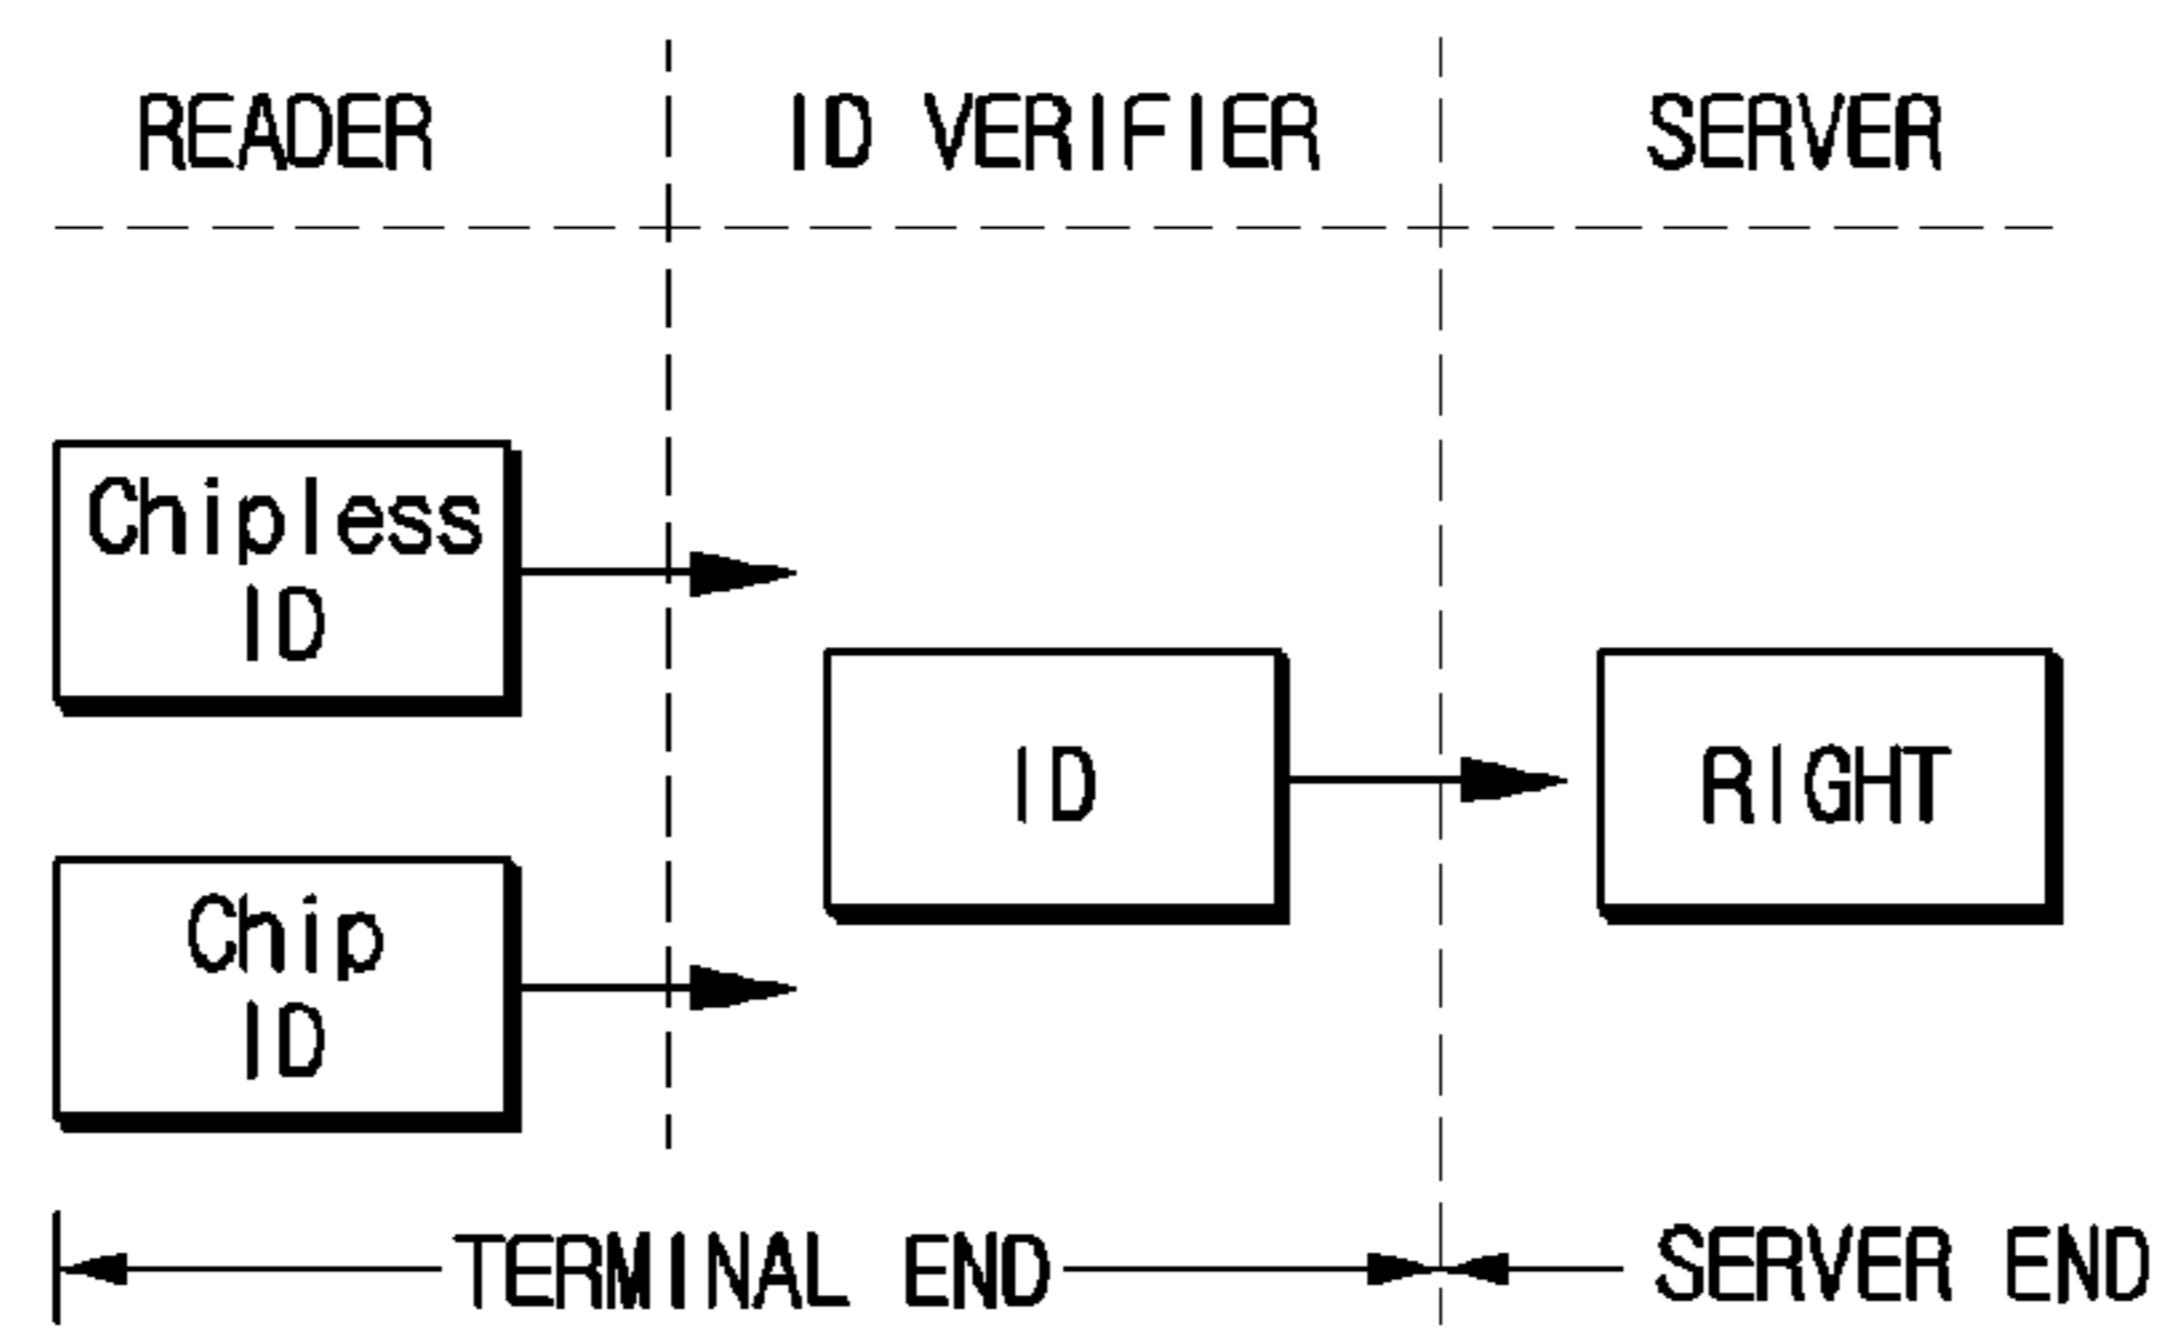 READER
ID VERIFIER
SERVER
Chipless
ID
ID
RIGHT
Chip
ID
TERMINAL END
SERVER END